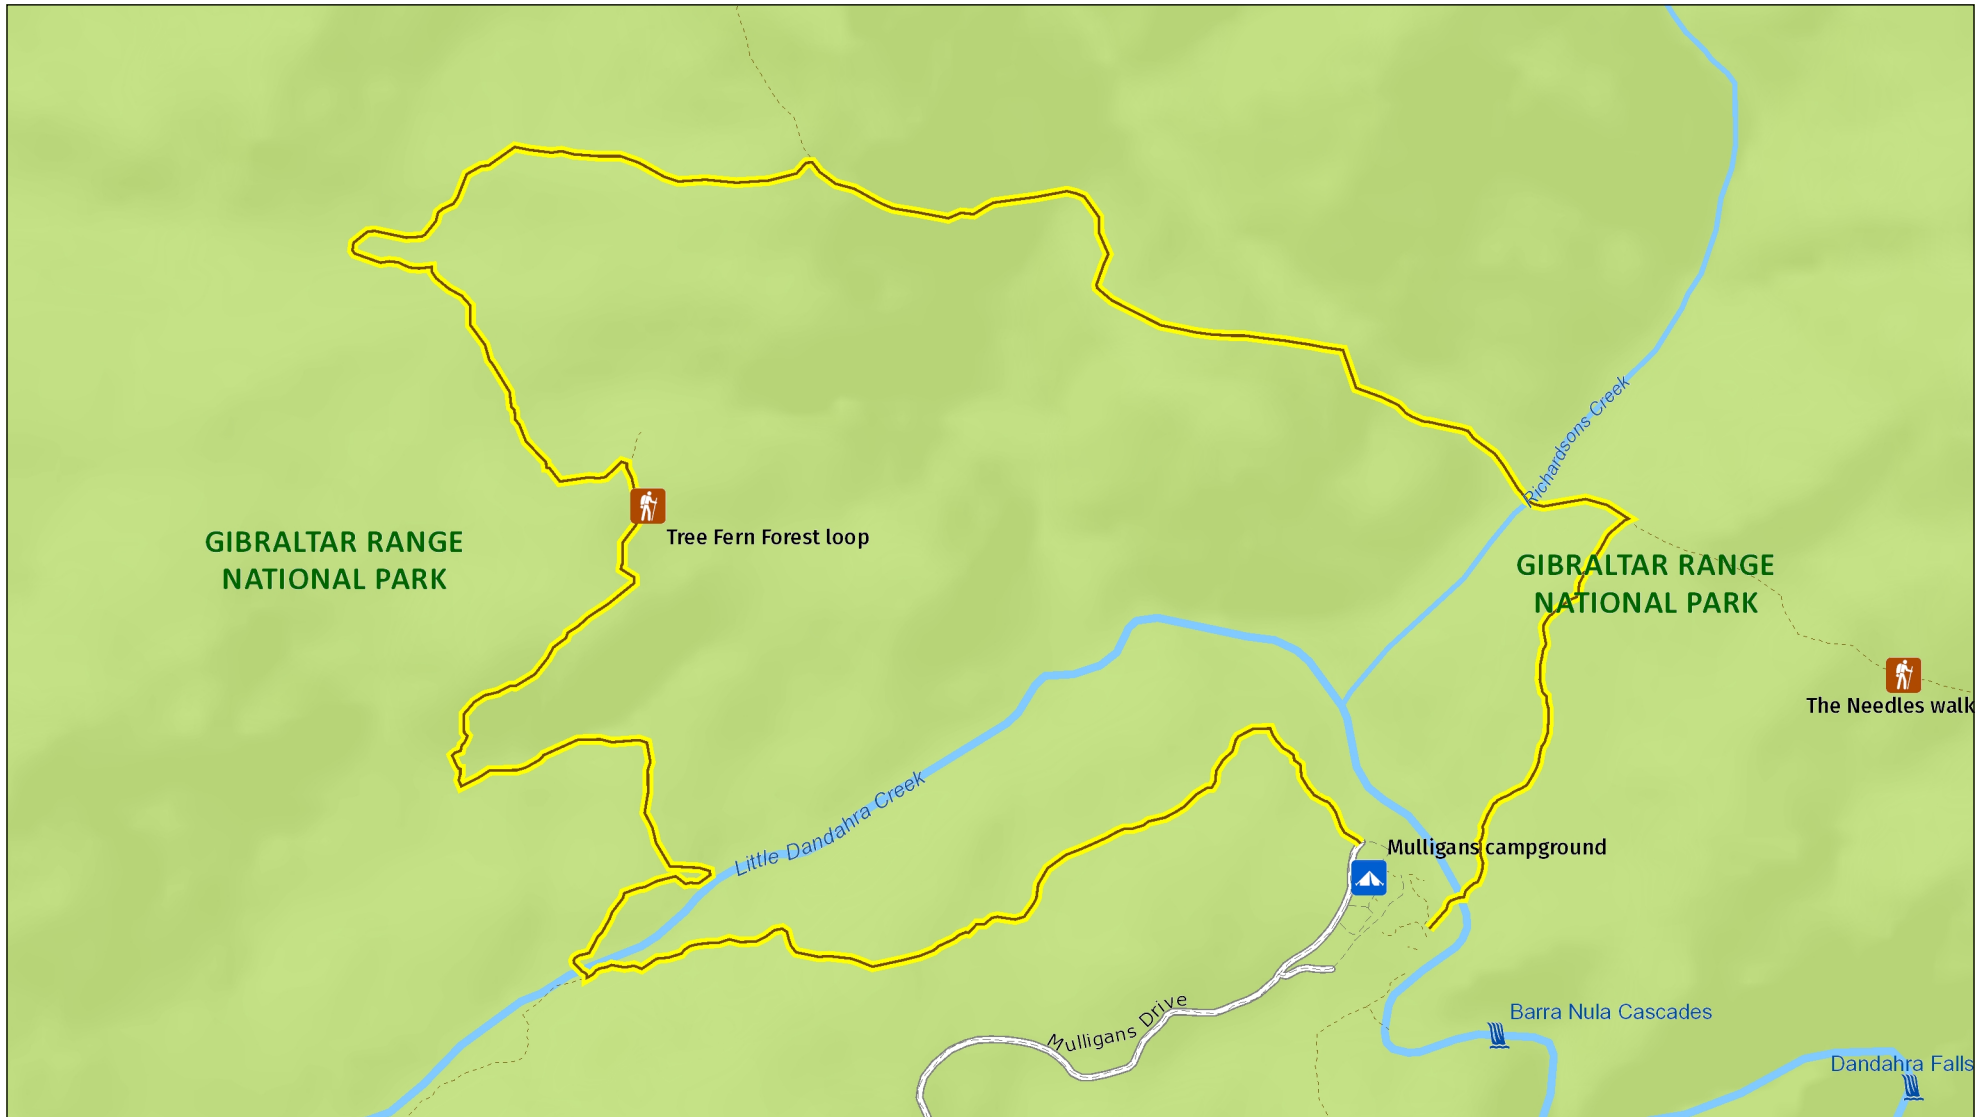 Richardsons Creek
GIBRALTAR RANGE
NATIONAL PARK
Tree Fern Forest loop
GIBRALTAR RANGE
NATIONAL PARK
The Needles walk
Little Dandahra Creek
Mulligans campground
Mulligans Drive
Barra Nula Cascades
Dandahra Falls